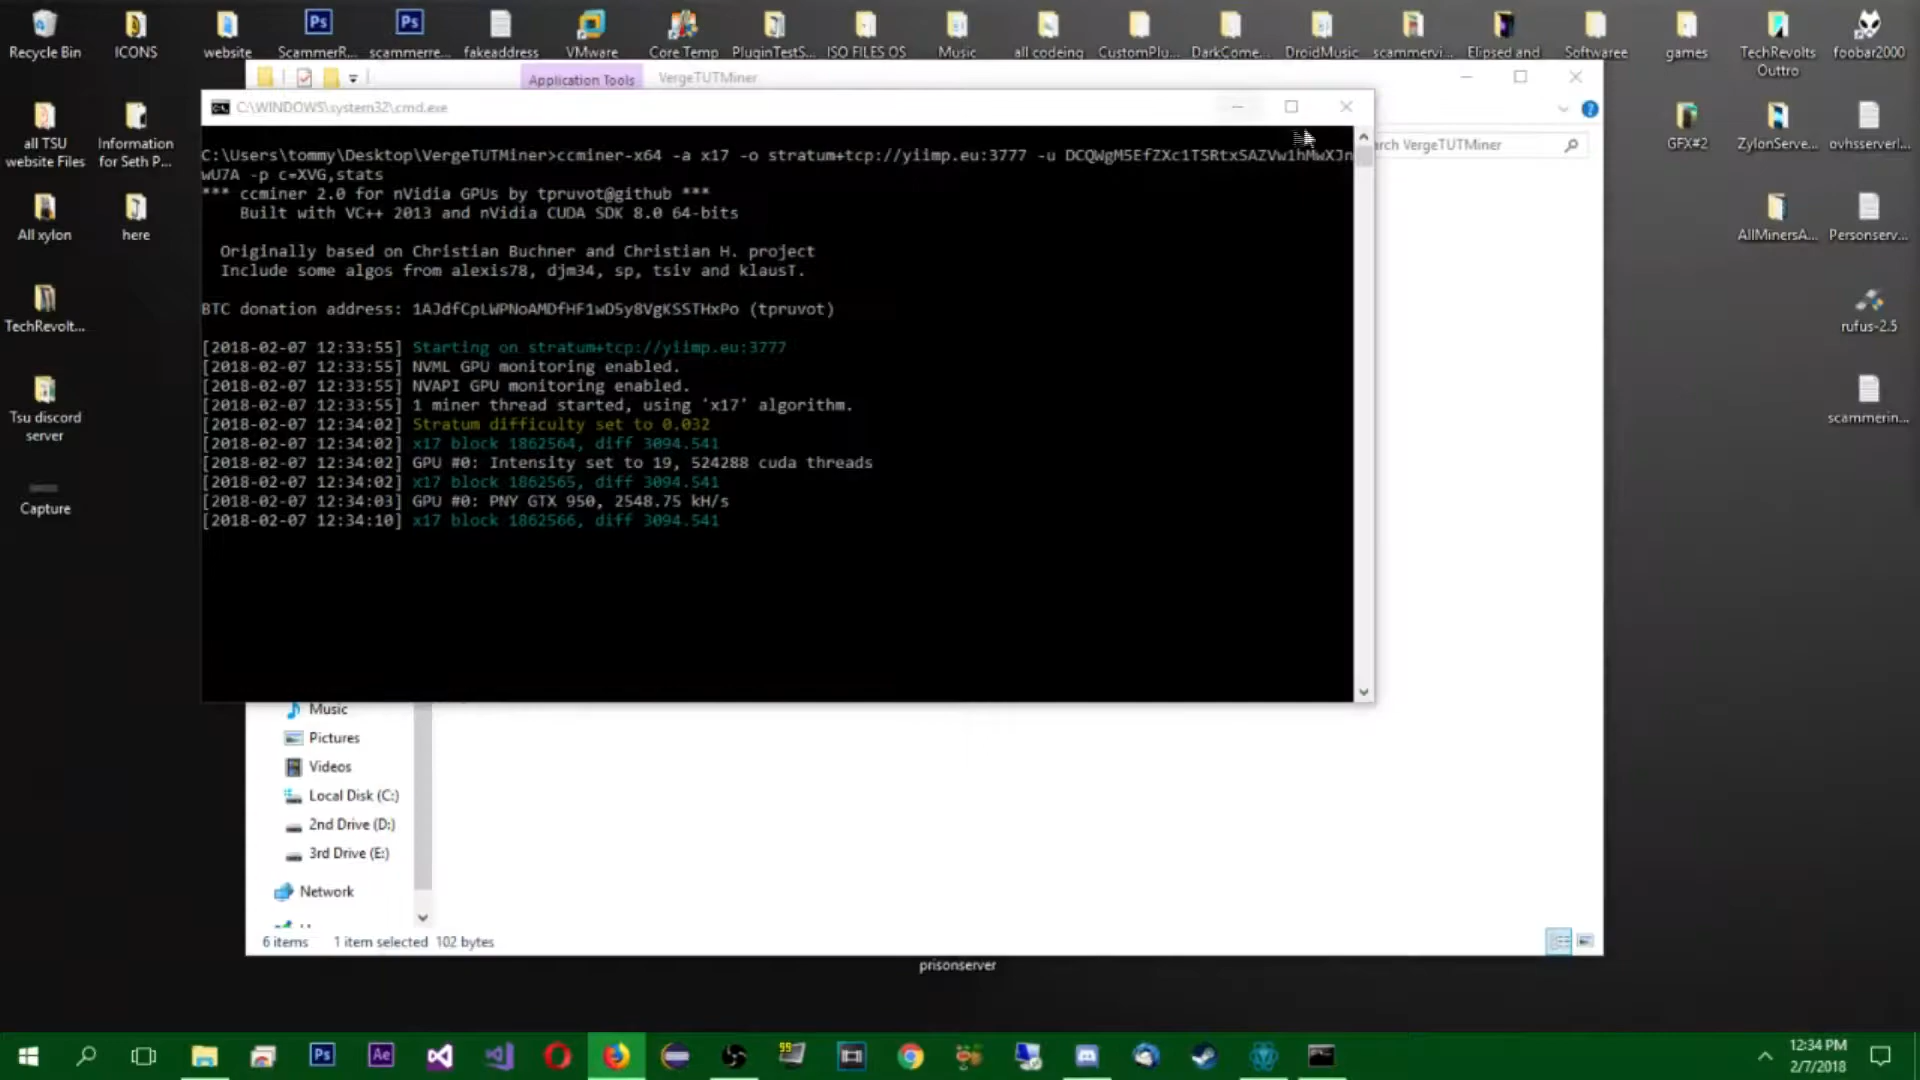 Recycle Bin
ICONS
website
ScammerR...
scammerre...
fakeaddress
VMware
Core Temp
PluginTestS...
ISO FILES OS
Music
all codeing
CustomPlu...
DarkCome...
DroidMusic
scammervi...
Elipsed and
Softwaree
games
TechRevolts
Outtro
foobar2000
Application Tools
VergeTUTMiner
C:\WINDOWS\system32\cmd.exe
all TSU
website Files
Information
for Seth P...
GFX#2
ZylonServe...
ovhsserverl...
rch VergeTUTMiner
C:\Users\tommy\Desktop\VergeTUTMiner>ccminer-x64 -a x17 -o stratum+tcp://yiimp.eu:3777 -u DCQWgM5EfZXc1TSRtxSAZVw1hMwXJn
wU7A -p c=XVG,stats
*** ccminer 2.0 for nVidia GPUs by tpruvot@github ***
Built with VC++ 2013 and nVidia CUDA SDK 8.0 64-bits
Originally based on Christian Buchner and Christian H. project
Include some algos from alexis78, djm34, sp, tsiv and klausT.
BTC donation address: 1AJdfCpLWPNoAMDfHF1wD5y8VgKSSTHxPo (tpruvot)
[2018-02-07 12:33:55] Starting on stratum+tcp://yiimp.eu:3777
[2018-02-07 12:33:55] NVML GPU monitoring enabled.
[2018-02-07 12:33:55] NVAPI GPU monitoring enabled.
[2018-02-07 12:33:55] 1 miner thread started, using 'x17' algorithm.
[2018-02-07 12:34:02] Stratum difficulty set to 0.032
[2018-02-07 12:34:02] x17 block 1862564, diff 3094.541
[2018-02-07 12:34:02] GPU #0: Intensity set to 19, 524288 cuda threads
[2018-02-07 12:34:02] x17 block 1862565, diff 3094.541
[2018-02-07 12:34:03] GPU #0: PNY GTX 950, 2548.75 kH/s
[2018-02-07 12:34:10] x17 block 1862566, diff 3094.541
All xylon
here
AllMinersA...
Personserv...
TechRevolt...
rufus-2.5
Tsu discord
server
scammerin...
Capture
Music
Pictures
Videos
Local Disk (C:)
2nd Drive (D:)
3rd Drive (E:)
Network
6 items
1 item selected 102 bytes
prisonserver
Ps
Ae
99
12:34 PM
2/7/2018